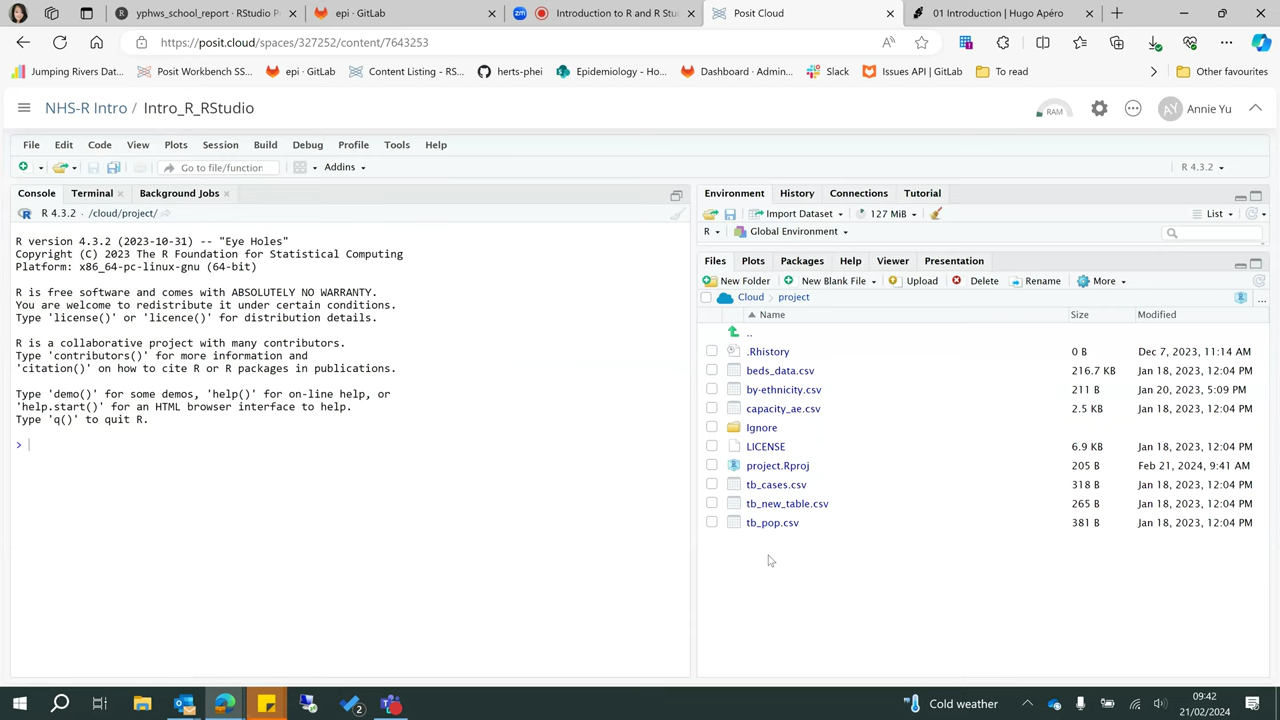 yphws_school_report · RStudio P
epi · GitLab
Introduction to R and R Stu
Posit Cloud
01 Introduction | Hugo Apéro
https://posit.cloud/spaces/327252/content/7643253
Jumping Rivers Dat...
Posit Workbench SS...
epi · GitLab
Content Listing - RS...
herts-phei
Epidemiology - Ho...
Dashboard · Admin...
Slack
Issues API | GitLab
To read
Other favourites
NHS-R Intro / Intro_R_RStudio
RAM
AY
Annie Yu
File Edit Code View Plots Session Build Debug Profile Tools Help
Go to file/function
Addins
R 4.3.2
Console Terminal Background Jobs
R 4.3.2 · /cloud/project/
R version 4.3.2 (2023-10-31) -- "Eye Holes"
Copyright (C) 2023 The R Foundation for Statistical Computing
Platform: x86_64-pc-linux-gnu (64-bit)
R is free software and comes with ABSOLUTELY NO WARRANTY.
You are welcome to redistribute it under certain conditions.
Type 'license()' or 'licence()' for distribution details.
R is a collaborative project with many contributors.
Type 'contributors()' for more information and
'citation()' on how to cite R or R packages in publications.
Type 'demo()' for some demos, 'help()' for on-line help, or
'help.start()' for an HTML browser interface to help.
Type 'q()' to quit R.
>
Environment History Connections Tutorial
Import Dataset 127 MiB List
R Global Environment
Files Plots Packages Help Viewer Presentation
New Folder New Blank File Upload Delete Rename More
Cloud project ...
Name Size Modified
..
.Rhistory 0 B Dec 7, 2023, 11:14 AM
beds_data.csv 216.7 KB Jan 18, 2023, 12:04 PM
by-ethnicity.csv 211 B Jan 20, 2023, 5:09 PM
capacity_ae.csv 2.5 KB Jan 18, 2023, 12:04 PM
Ignore
LICENSE 6.9 KB Jan 18, 2023, 12:04 PM
project.Rproj 205 B Feb 21, 2024, 9:41 AM
tb_cases.csv 318 B Jan 18, 2023, 12:04 PM
tb_new_table.csv 265 B Jan 18, 2023, 12:04 PM
tb_pop.csv 381 B Jan 18, 2023, 12:04 PM
Cold weather
09:42
21/02/2024